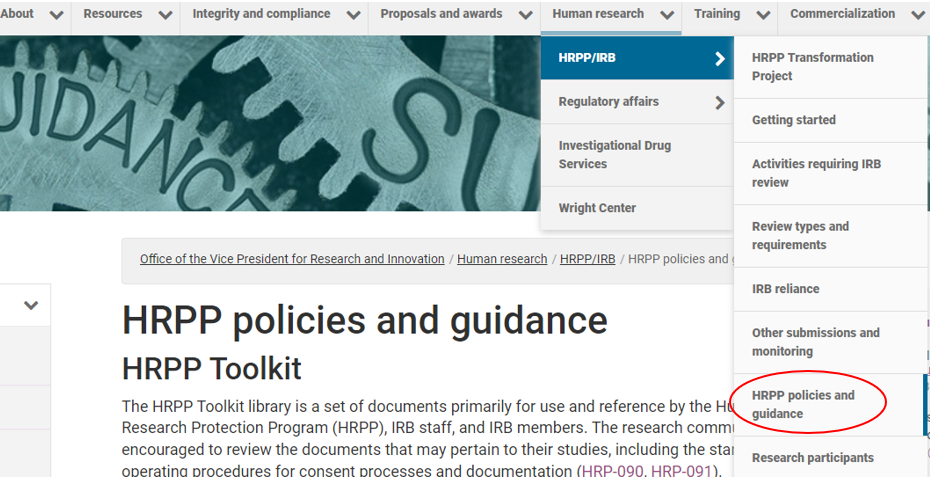 About
Resources
Integrity and compliance
Proposals and awards
Human research
Training
Commercialization
GUIDANC
SU
HRPP/IRB
Regulatory affairs
Investigational Drug
Services
Wright Center
HRPP Transformation
Project
Getting started
Activities requiring IRB
review
Review types and
requirements
IRB reliance
Other submissions and
monitoring
HRPP policies and
guidance
Research participants
Office of the Vice President for Research and Innovation / Human research / HRPP/IRB / HRPP policies and g
HRPP policies and guidance
HRPP Toolkit
The HRPP Toolkit library is a set of documents primarily for use and reference by the Hu
Research Protection Program (HRPP), IRB staff, and IRB members. The research commu
encouraged to review the documents that may pertain to their studies, including the stan
operating procedures for consent processes and documentation (HRP-090, HRP-091).